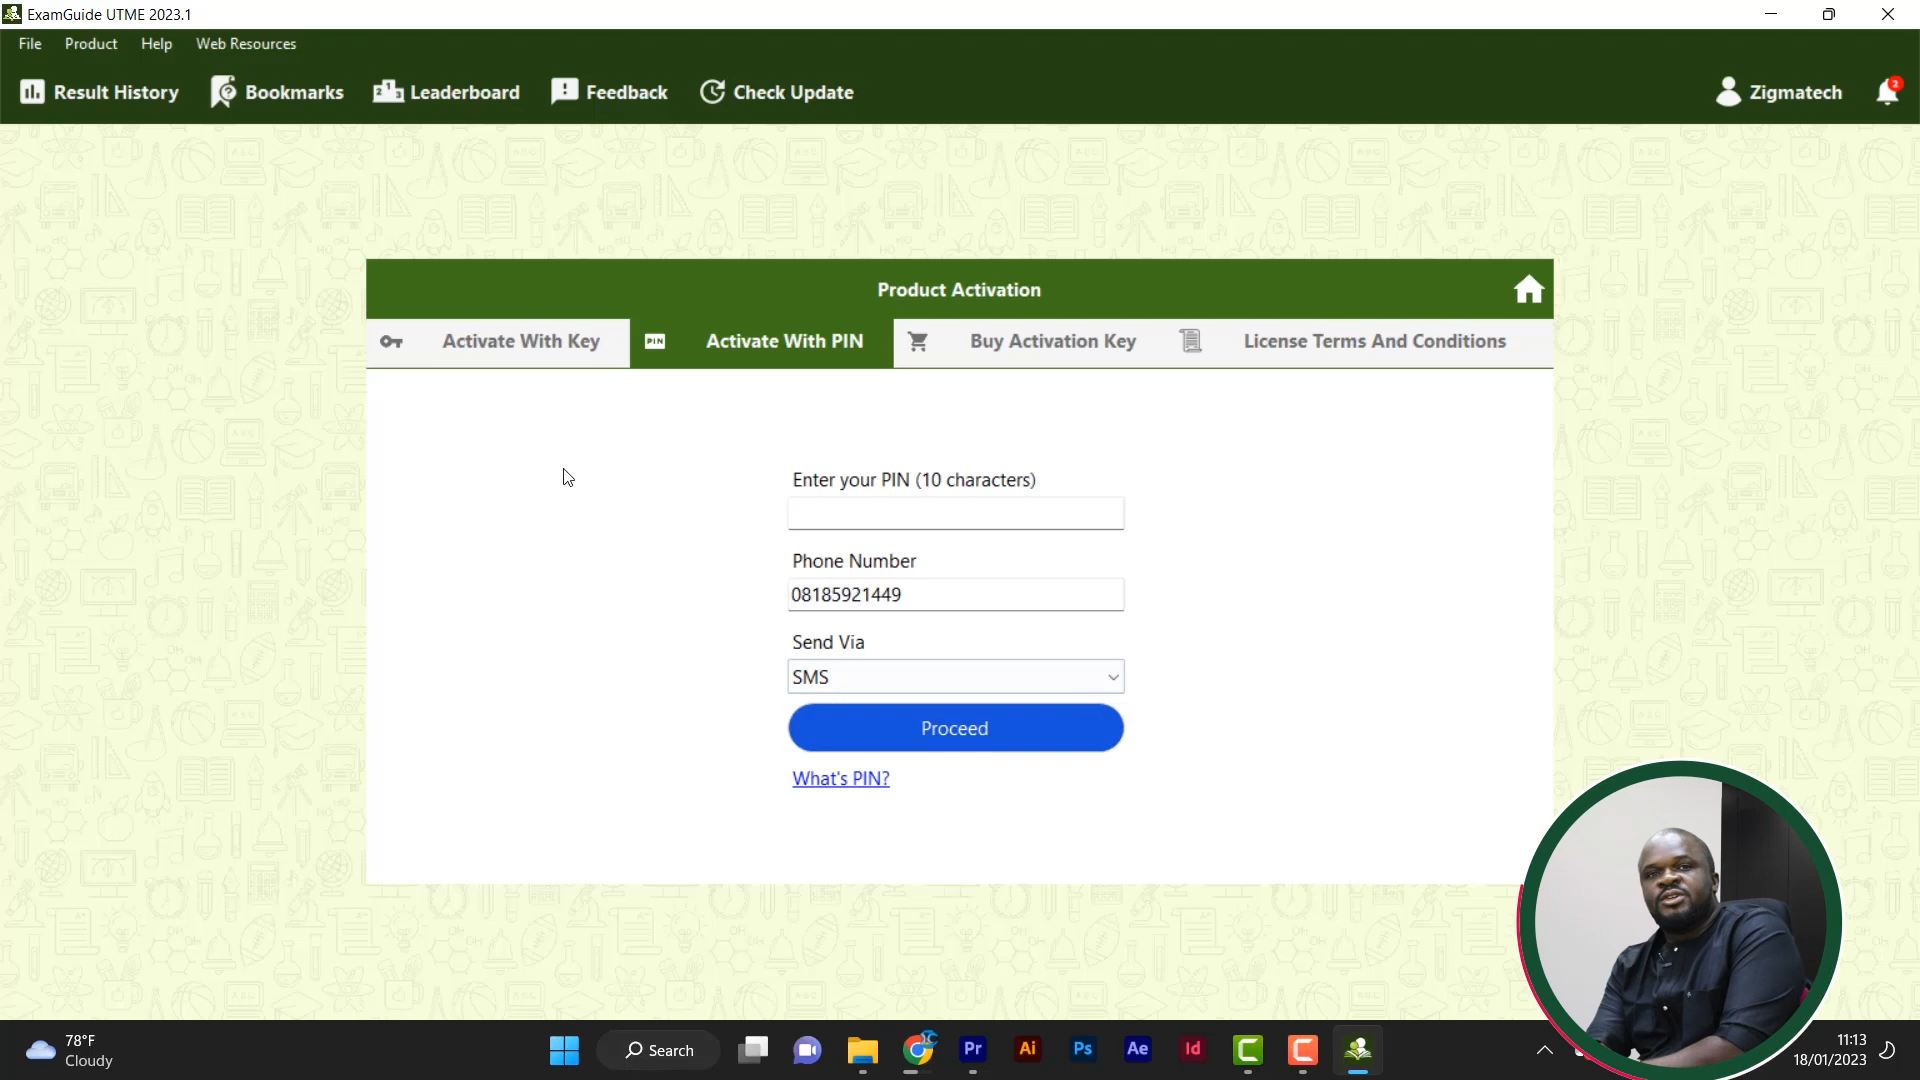 ExamGuide UTME 2023.1
File Product Help Web Resources
Result History Bookmarks Leaderboard Feedback Check Update Zigmatech 2
Product Activation
Activate With Key PIN Activate With PIN Buy Activation Key License Terms And Conditions
Enter your PIN (10 characters)
Phone Number
08185921449
Send Via
SMS
Proceed
What's PIN?
78°F
Cloudy
Search
Pr Ai Ps Ae Id
11:13
18/01/2023